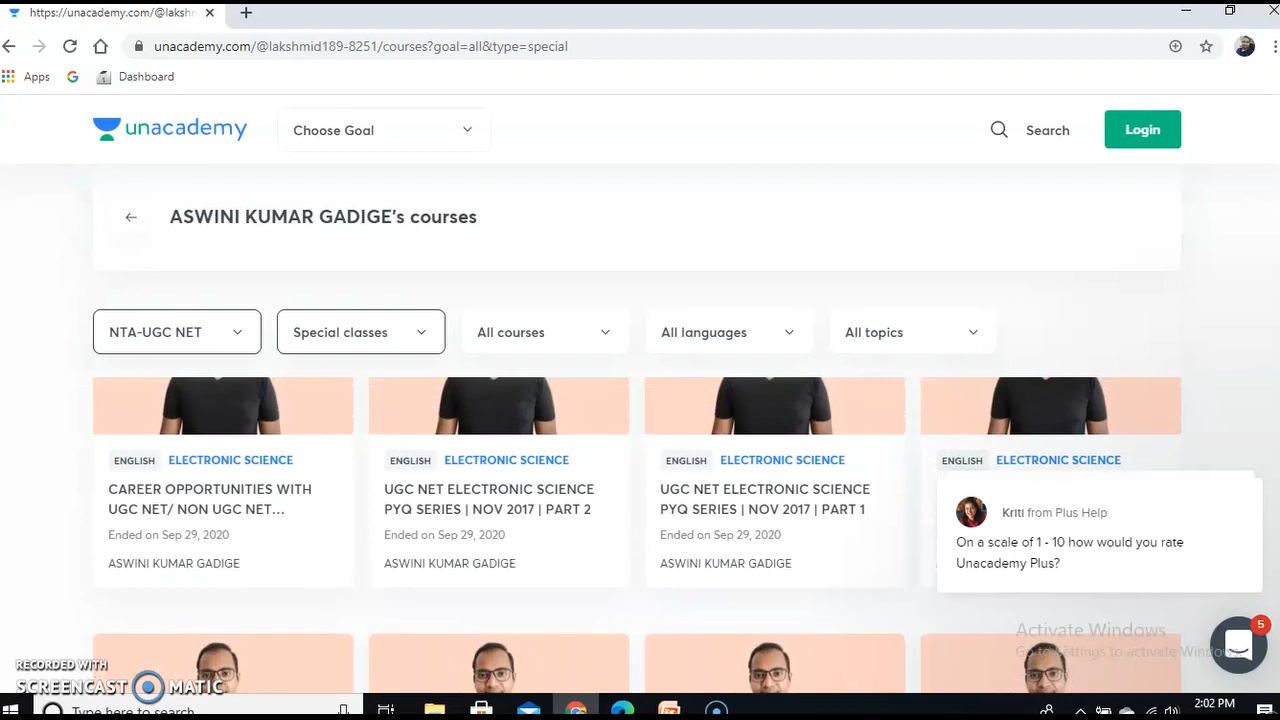 https://unacademy.com/@lakshm
unacademy.com/@lakshmid189-8251/courses?goal=all&type=special
Apps
Dashboard
unacademy
Choose Goal
Search
Login
ASWINI KUMAR GADIGE's courses
NTA-UGC NET
Special classes
All courses
All languages
All topics
ENGLISH ELECTRONIC SCIENCE
CAREER OPPORTUNITIES WITH
UGC NET/ NON UGC NET...
Ended on Sep 29, 2020
ASWINI KUMAR GADIGE
ENGLISH ELECTRONIC SCIENCE
UGC NET ELECTRONIC SCIENCE
PYQ SERIES | NOV 2017 | PART 2
Ended on Sep 29, 2020
ASWINI KUMAR GADIGE
ENGLISH ELECTRONIC SCIENCE
UGC NET ELECTRONIC SCIENCE
PYQ SERIES | NOV 2017 | PART 1
Ended on Sep 29, 2020
ASWINI KUMAR GADIGE
ENGLISH ELECTRONIC SCIENCE
Kriti from Plus Help
On a scale of 1 - 10 how would you rate
Unacademy Plus?
Activate Windows
Go to Settings to activate Windows.
5
RECORDED WITH
SCREENCAST MATIC
Type here to search
2:02 PM